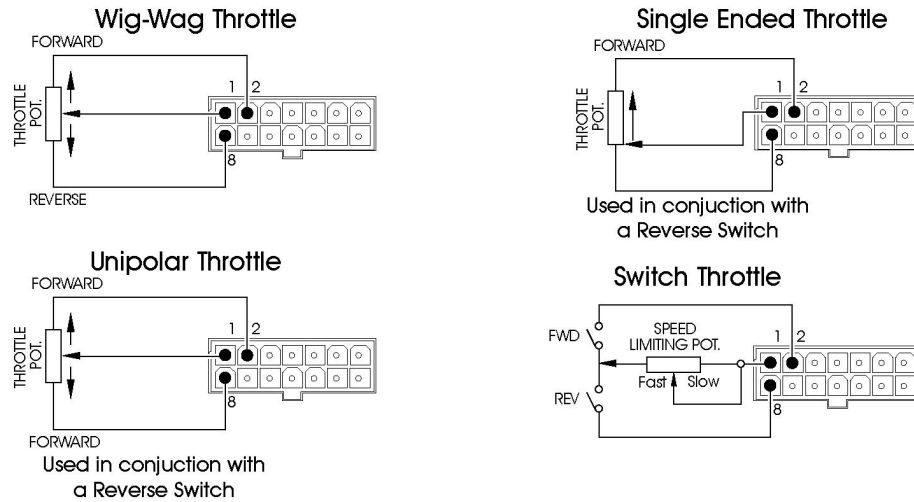 Wig-Wag Throttle
FORWARD
THROTTLE
POT.
1 2
8
REVERSE
Single Ended Throttle
FORWARD
THROTTLE
POT.
1 2
8
Used in conjuction with
a Reverse Switch
Unipolar Throttle
FORWARD
THROTTLE
POT.
1 2
8
FORWARD
Used in conjuction with
a Reverse Switch
Switch Throttle
FWD
SPEED
LIMITING POT.
1 2
Fast Slow
REV
8